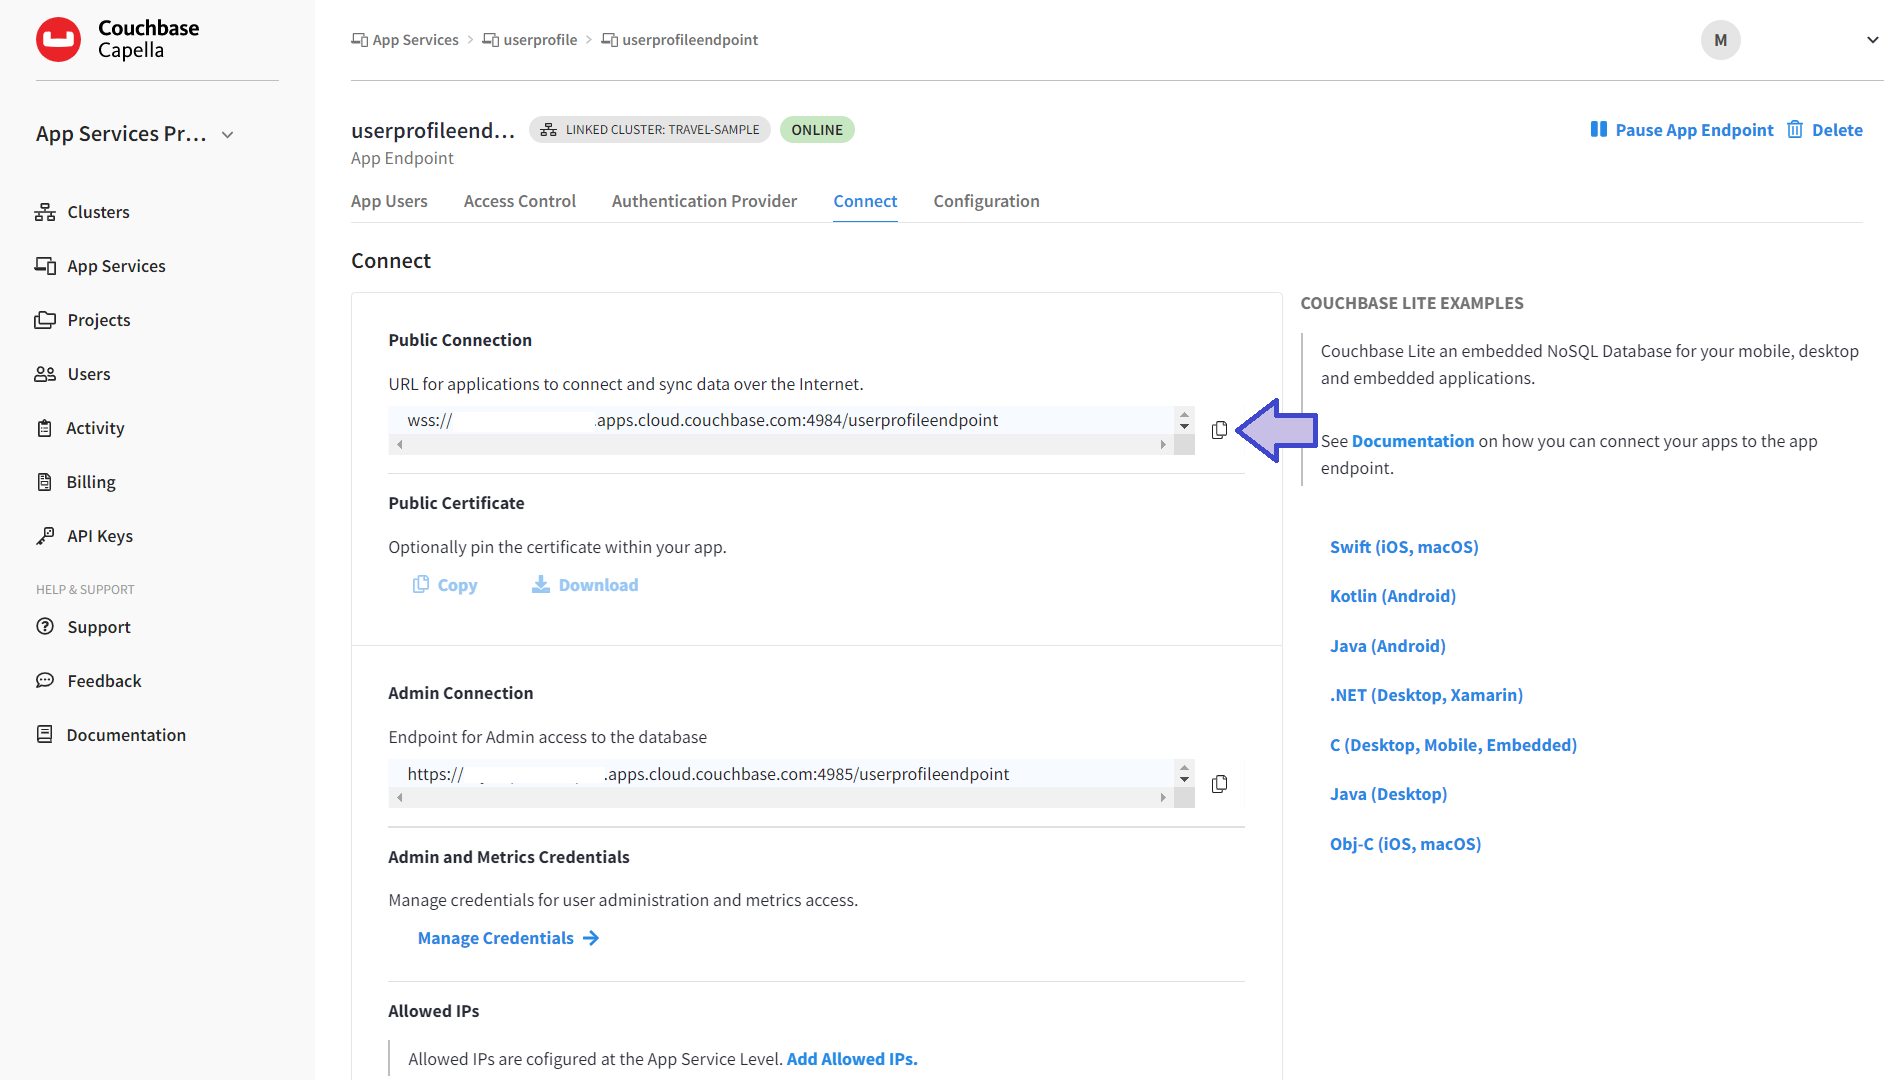 Couchbase
Capella
App Services Pr...
Clusters
App Services
Projects
Users
Activity
Billing
API Keys
HELP & SUPPORT
Support
Feedback
Documentation
App Services > userprofile > userprofileendpoint
M
userprofileend... LINKED CLUSTER: TRAVEL-SAMPLE ONLINE
App Endpoint
Pause App Endpoint Delete
App Users Access Control Authentication Provider Connect Configuration
Connect
Public Connection
URL for applications to connect and sync data over the Internet.
wss:// .apps.cloud.couchbase.com:4984/userprofileendpoint
Public Certificate
Optionally pin the certificate within your app.
Copy Download
Admin Connection
Endpoint for Admin access to the database
https:// .apps.cloud.couchbase.com:4985/userprofileendpoint
Admin and Metrics Credentials
Manage credentials for user administration and metrics access.
Manage Credentials
Allowed IPs
Allowed IPs are cofigured at the App Service Level. Add Allowed IPs.
COUCHBASE LITE EXAMPLES
Couchbase Lite an embedded NoSQL Database for your mobile, desktop
and embedded applications.
See Documentation on how you can connect your apps to the app
endpoint.
Swift (iOS, macOS)
Kotlin (Android)
Java (Android)
.NET (Desktop, Xamarin)
C (Desktop, Mobile, Embedded)
Java (Desktop)
Obj-C (iOS, macOS)